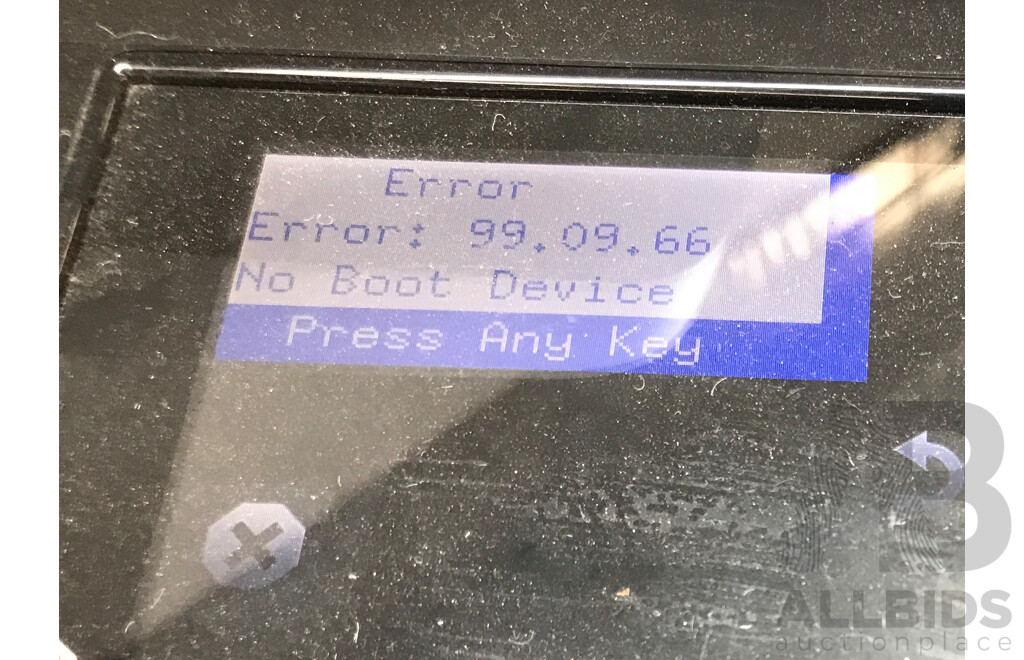 Error
Error: 99.09.66
No Boot Device
Press Any Key
B
ALLBIDS
auctionplace